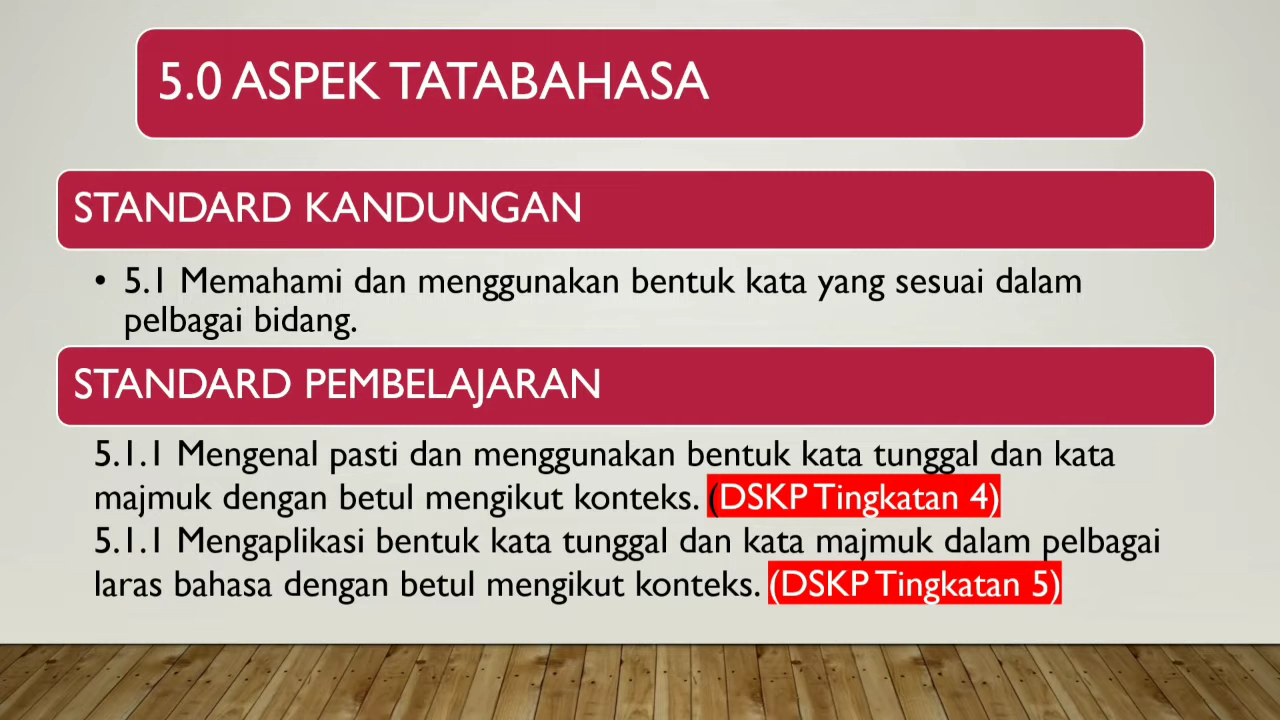 5.0 ASPEK TATABAHASA
STANDARD KANDUNGAN
• 5.1 Memahami dan menggunakan bentuk kata yang sesuai dalam
pelbagai bidang.
STANDARD PEMBELAJARAN
5.1.1 Mengenal pasti dan menggunakan bentuk kata tunggal dan kata
majmuk dengan betul mengikut konteks. (DSKP Tingkatan 4)
5.1.1 Mengaplikasi bentuk kata tunggal dan kata majmuk dalam pelbagai
laras bahasa dengan betul mengikut konteks. (DSKP Tingkatan 5)